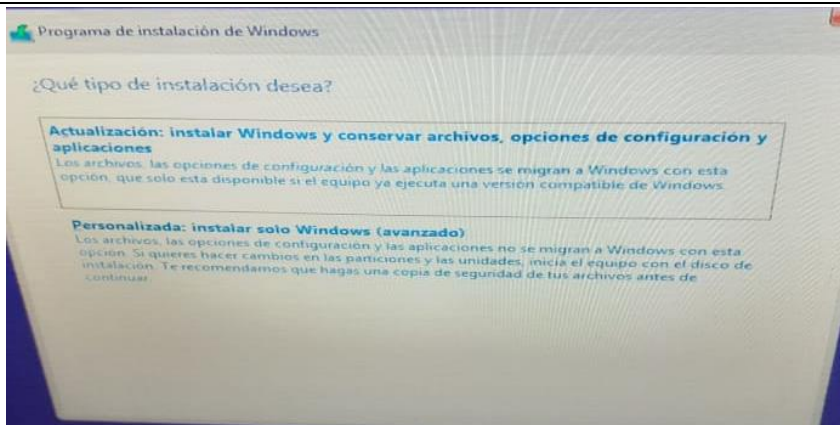 Programa de instalación de Windows
¿Qué tipo de instalación desea?
Actualización: instalar Windows y conservar archivos, opciones de configuración y
aplicaciones
Los archivos, las opciones de configuración y las aplicaciones se migran a Windows con esta
opción, que solo esta disponible si el equipo ya ejecuta una versión compatible de Windows.
Personalizada: instalar solo Windows (avanzado)
Los archivos, las opciones de configuración y las aplicaciones no se migran a Windows con esta
opción. Si quieres hacer cambios en las particiones y las unidades, inicia el equipo con el disco de
instalación. Te recomendamos que hagas una copia de seguridad de tus archivos antes de
continuar.